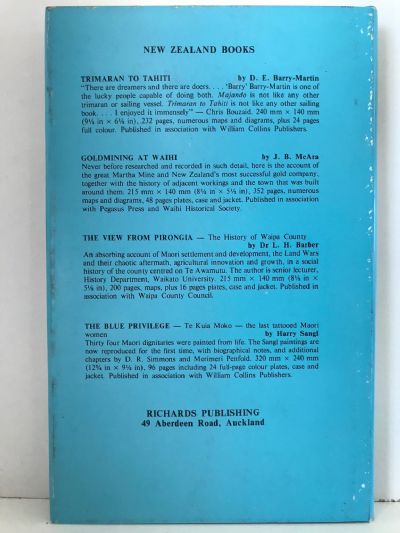 NEW ZEALAND BOOKS
TRIMARAN TO TAHITI by D. E. Barry-Martin
"There are dreamers and there are doers. . . . 'Barry' Barry-Martin is one of
the lucky people capable of doing both. Majando is not like any other
trimaran or sailing vessel. Trimaran to Tahiti is not like any other sailing
book. . . . I enjoyed it immensely" — Chris Bouzaid. 240 mm × 140 mm
(9½ in × 6⅛ in), 232 pages, numerous maps and diagrams, plus 24 pages
full colour. Published in association with William Collins Publishers.
GOLDMINING AT WAIHI by J. B. McAra
Never before researched and recorded in such detail, here is the account of
the great Martha Mine and New Zealand's most successful gold company,
together with the history of adjacent workings and the town that was built
around them. 215 mm × 140 mm (8½ in × 5⅛ in), 352 pages, numerous
maps and diagrams, 48 pages plates, case and jacket. Published in association
with Pegasus Press and Waihi Historical Society.
THE VIEW FROM PIRONGIA — The History of Waipa County
by Dr L. H. Barber
An absorbing account of Maori settlement and development, the Land Wars
and their chaotic aftermath, agricultural innovation and growth, in a social
history of the county centred on Te Awamutu. The author is senior lecturer,
History Department, Waikato University. 215 mm × 140 mm (8½ in ×
5⅛ in), 200 pages, maps, plus 16 pages plates, case and jacket. Published in
association with Waipa County Council.
THE BLUE PRIVILEGE — Te Kuia Moko — the last tattooed Maori
women by Harry Sangl
Thirty four Maori dignitaries were painted from life. The Sangl paintings are
now reproduced for the first time, with biographical notes, and additional
chapters by D. R. Simmons and Merimeri Penfold. 320 mm × 240 mm
(12¾ in × 9½ in), 96 pages including 24 full-page colour plates, case and
jacket. Published in association with William Collins Publishers.
RICHARDS PUBLISHING
49 Aberdeen Road, Auckland